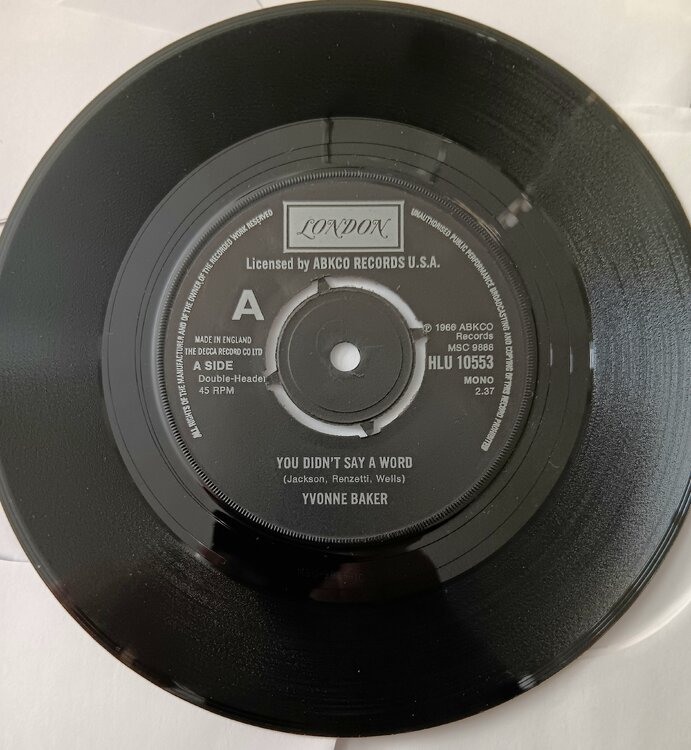 LONDON
Licensed by ABKCO RECORDS U.S.A.
ALL RIGHTS OF THE MANUFACTURER AND OF THE OWNER OF THE RECORDED WORK RESERVED
UNAUTHORISED PUBLIC PERFORMANCE BROADCASTING AND COPYING OF THIS RECORD PROHIBITED
A
MADE IN ENGLAND
THE DECCA RECORD CO LTD
A SIDE
Double-Header
45 RPM
℗ 1966 ABKCO
Records
MSC 9888
HLU 10553
MONO
2.37
YOU DIDN'T SAY A WORD
(Jackson, Renzetti, Wells)
YVONNE BAKER